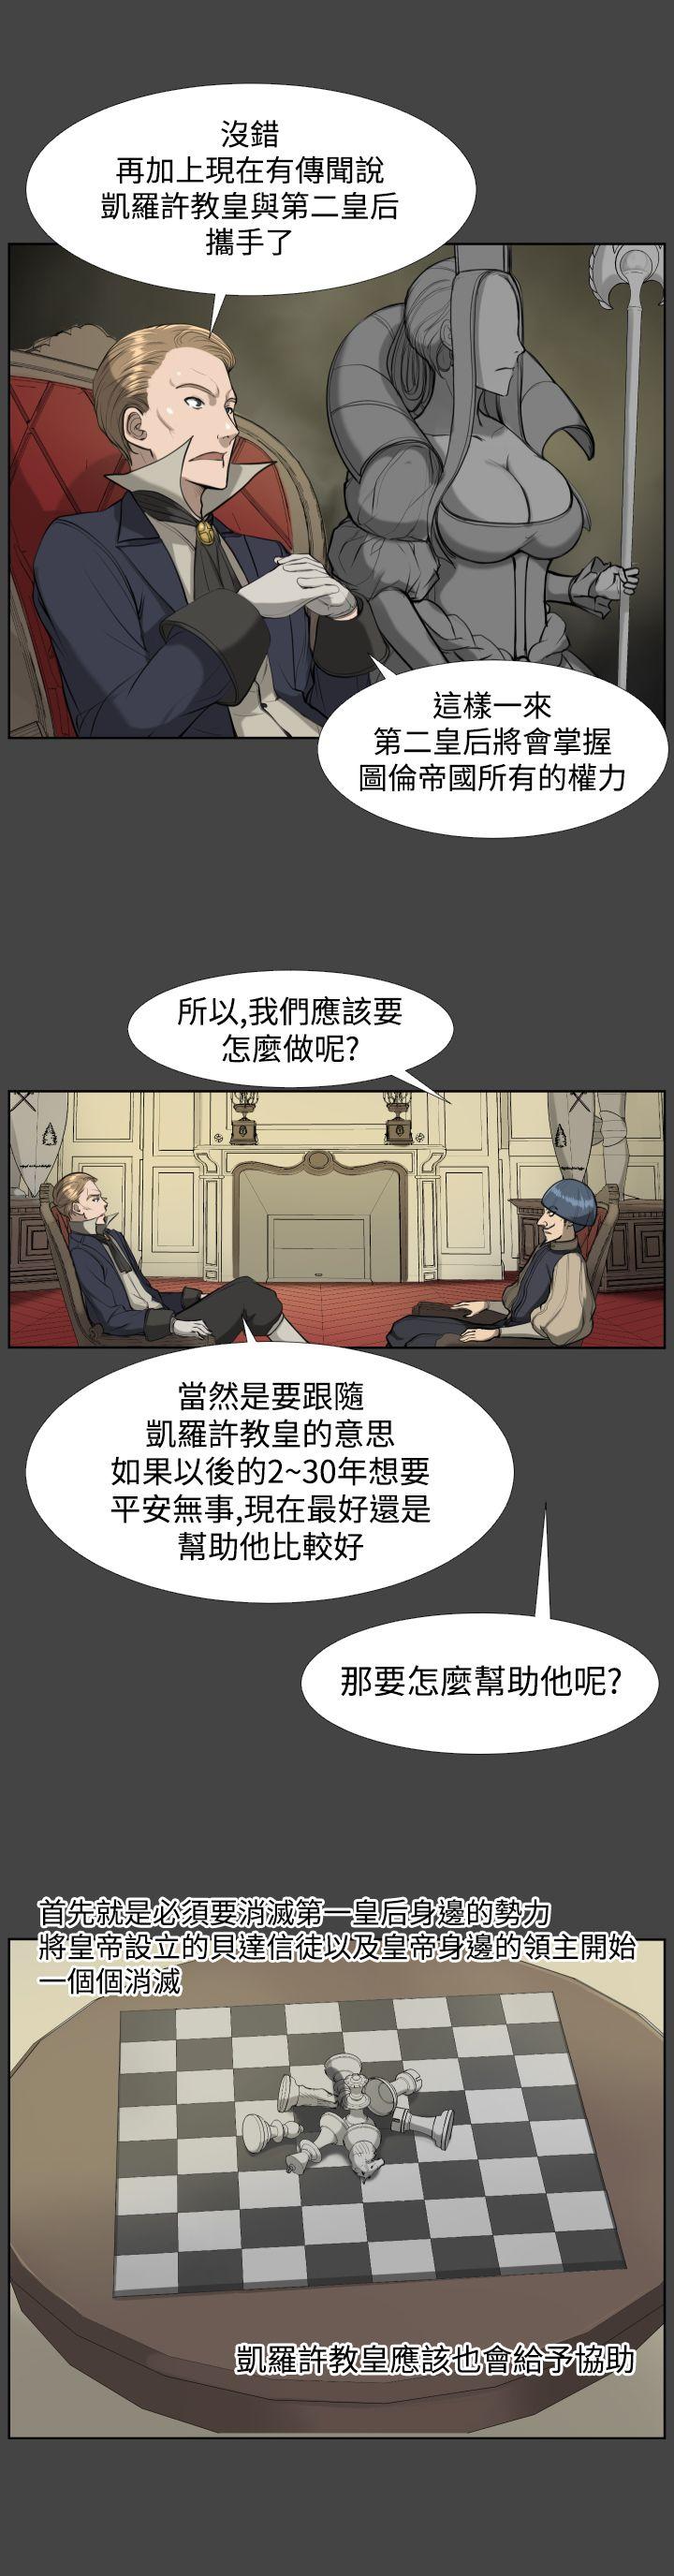 沒錯
再加上現在有傳聞說
凱羅許教皇與第二皇后
攜手了
這樣一來
第二皇后將會掌握
圖倫帝國所有的權力
所以,我們應該要
怎麼做呢?
當然是要跟隨
凱羅許教皇的意思
如果以後的2~30年想要
平安無事,現在最好還是
幫助他比較好
那要怎麼幫助他呢?
首先就是必須要消滅第一皇后身邊的勢力
將皇帝設立的貝達信徒以及皇帝身邊的領主開始
一個個消滅
凱羅許教皇應該也會給予協助